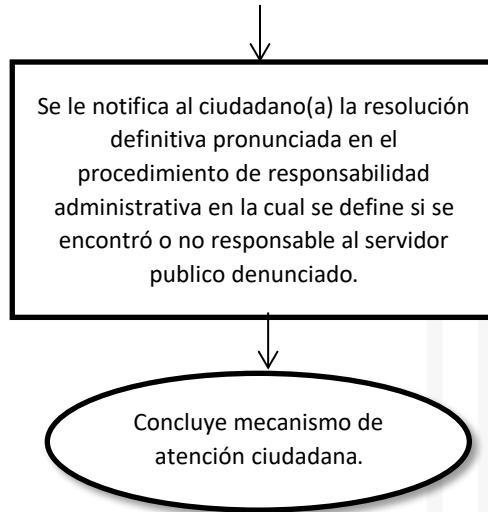 Se le notifica al ciudadano(a) la resolución
definitiva pronunciada en el
procedimiento de responsabilidad
administrativa en la cual se define si se
encontró o no responsable al servidor
publico denunciado.
Concluye mecanismo de
atención ciudadana.